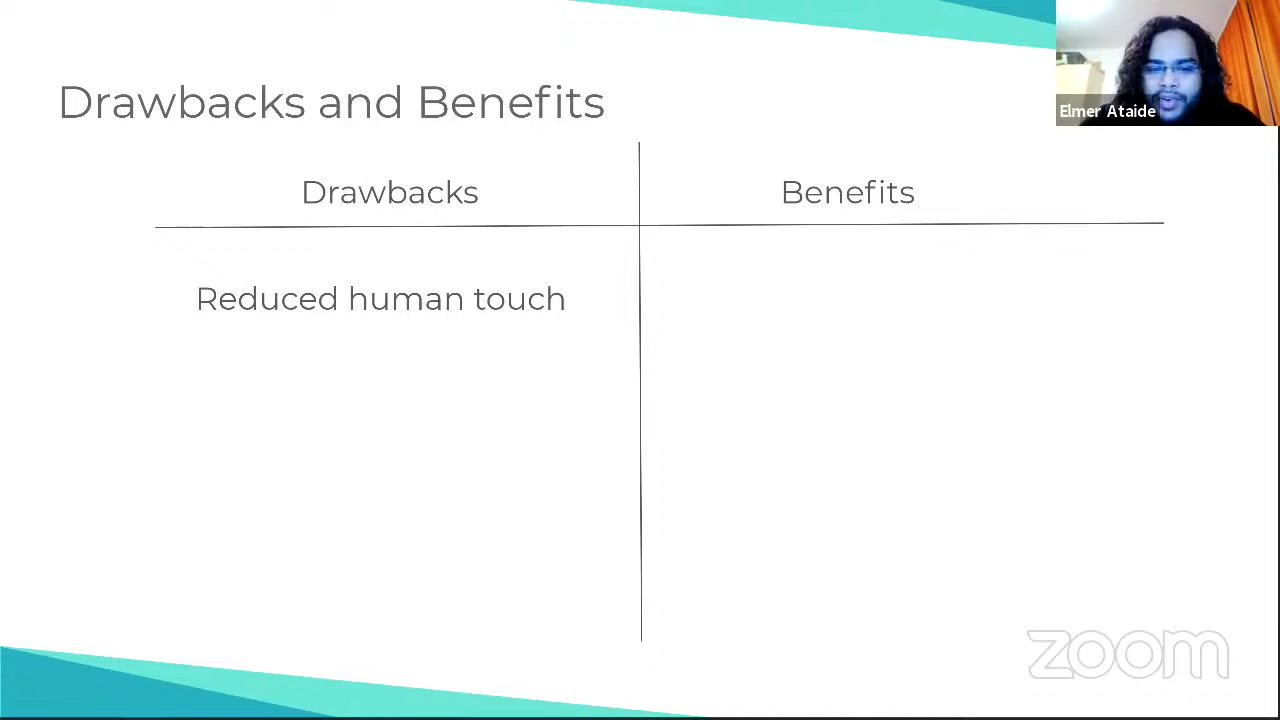 Drawbacks and Benefits
Elmer Ataide
Drawbacks
Benefits
Reduced human touch
zoom